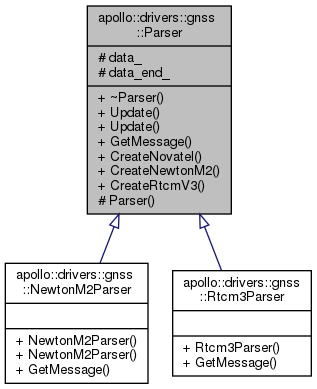 apollo::drivers::gnss
::Parser
# data_
# data_end_
+ ~Parser()
+ Update()
+ Update()
+ GetMessage()
+ CreateNovatel()
+ CreateNewtonM2()
+ CreateRtcmV3()
# Parser()
apollo::drivers::gnss
::NewtonM2Parser
+ NewtonM2Parser()
+ NewtonM2Parser()
+ GetMessage()
apollo::drivers::gnss
::Rtcm3Parser
+ Rtcm3Parser()
+ GetMessage()